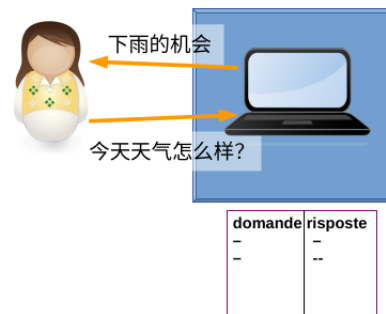 下雨的机会
今天天气怎么样?
domande risposte
– –
– --